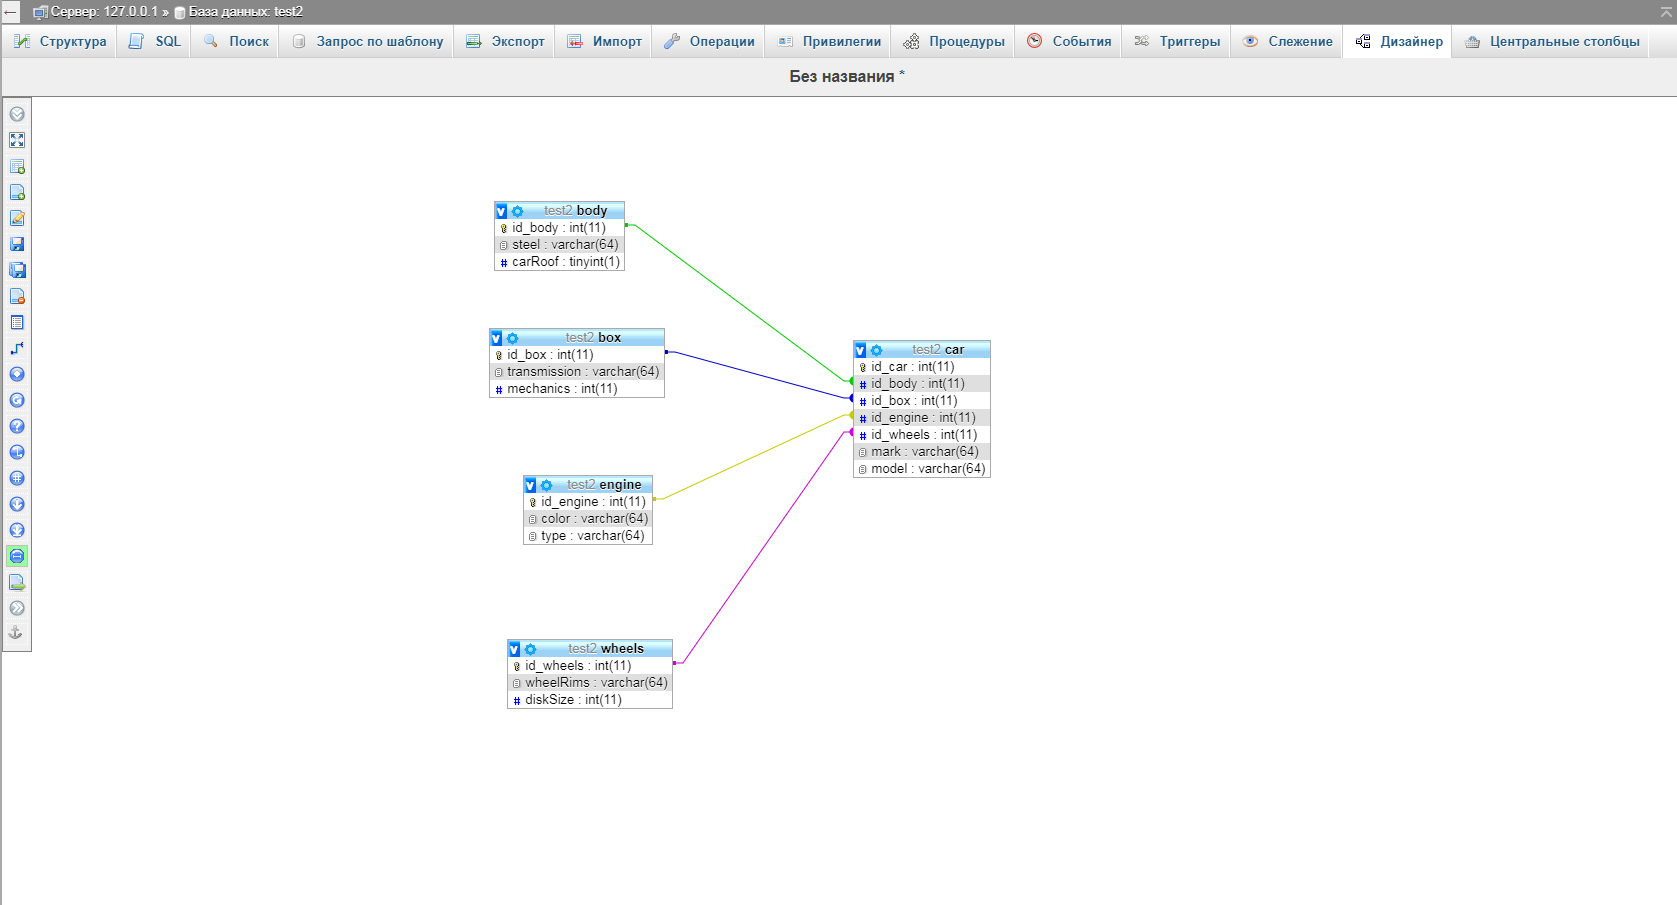 Сервер: 127.0.0.1 » База данных: test2
Структура SQL Поиск Запрос по шаблону Экспорт Импорт Операции Привилегии Процедуры События Триггеры Слежение Дизайнер Центральные столбцы
Без названия *
test2 body
id_body : int(11)
steel : varchar(64)
carRoof : tinyint(1)
test2 box
id_box : int(11)
transmission : varchar(64)
mechanics : int(11)
test2 car
id_car : int(11)
id_body : int(11)
id_box : int(11)
id_engine : int(11)
id_wheels : int(11)
mark : varchar(64)
model : varchar(64)
test2 engine
id_engine : int(11)
color : varchar(64)
type : varchar(64)
test2 wheels
id_wheels : int(11)
wheelRims : varchar(64)
diskSize : int(11)